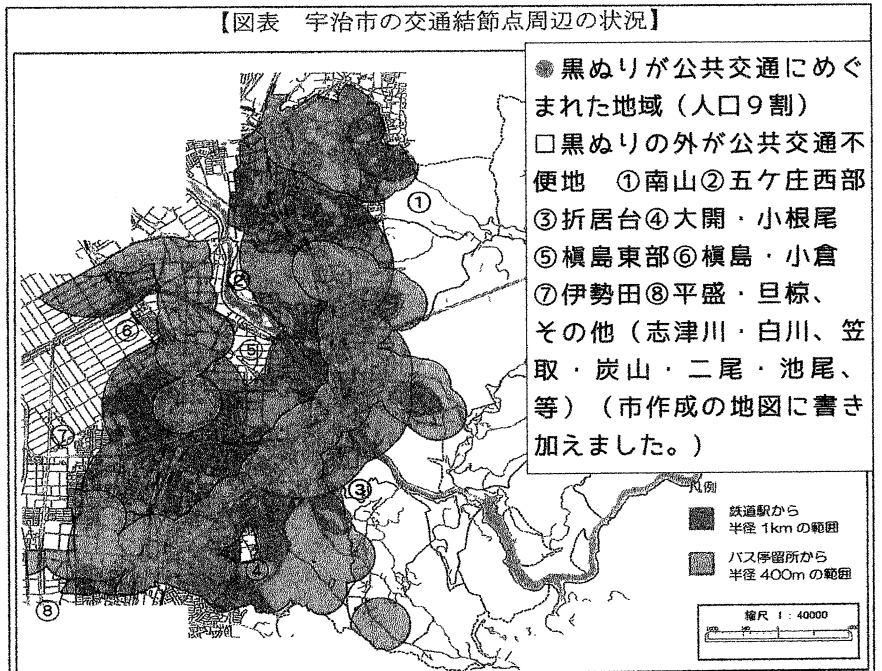 【図表　宇治市の交通結節点周辺の状況】
●黒ぬりが公共交通にめぐ
まれた地域（人口９割）
□黒ぬりの外が公共交通不
便地　①南山②五ケ庄西部
③折居台④大開・小根尾
⑤槇島東部⑥槇島・小倉
⑦伊勢田⑧平盛・旦椋、
その他（志津川・白川、笠
取・炭山・二尾・池尾、
等）（市作成の地図に書き
加えました。）
①
②
⑥
⑤
⑦
③
④
⑧
凡例
鉄道駅から
半径 1km の範囲
バス停留所から
半径 400m の範囲
縮尺 1：40000